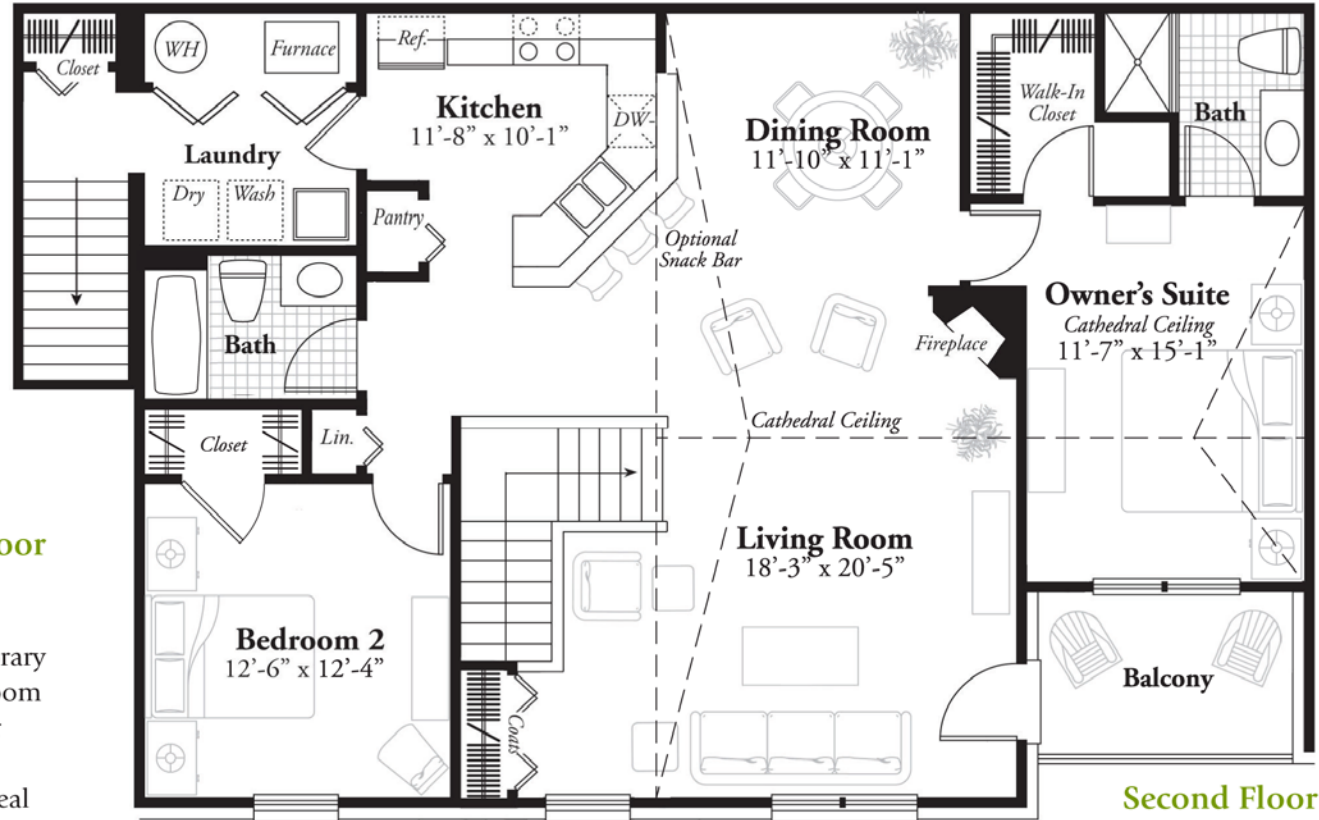 Closet
WH
Furnace
Ref.
Kitchen
11’-8” x 10’-1”
DW
Laundry
Dry
Wash
Pantry
Dining Room
11’-10” x 11’-1”
Walk-In
Closet
Bath
Optional
Snack Bar
Bath
Fireplace
Owner’s Suite
Cathedral Ceiling
11’-7” x 15’-1”
Closet
Lin.
Cathedral Ceiling
Living Room
18’-3” x 20’-5”
Bedroom 2
12’-6” x 12’-4”
Coats
Balcony
Second Floor
oor
rary
oom
eal